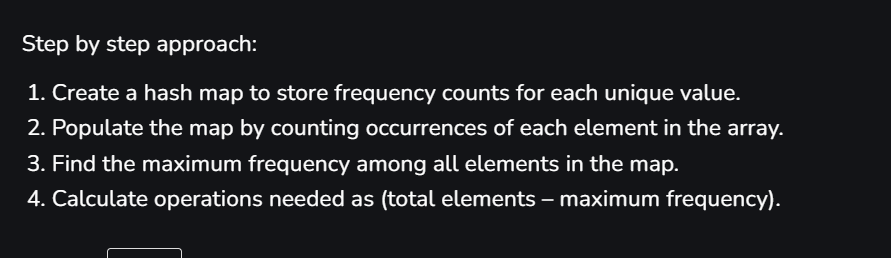 Step by step approach:
1. Create a hash map to store frequency counts for each unique value.
2. Populate the map by counting occurrences of each element in the array.
3. Find the maximum frequency among all elements in the map.
4. Calculate operations needed as (total elements – maximum frequency).